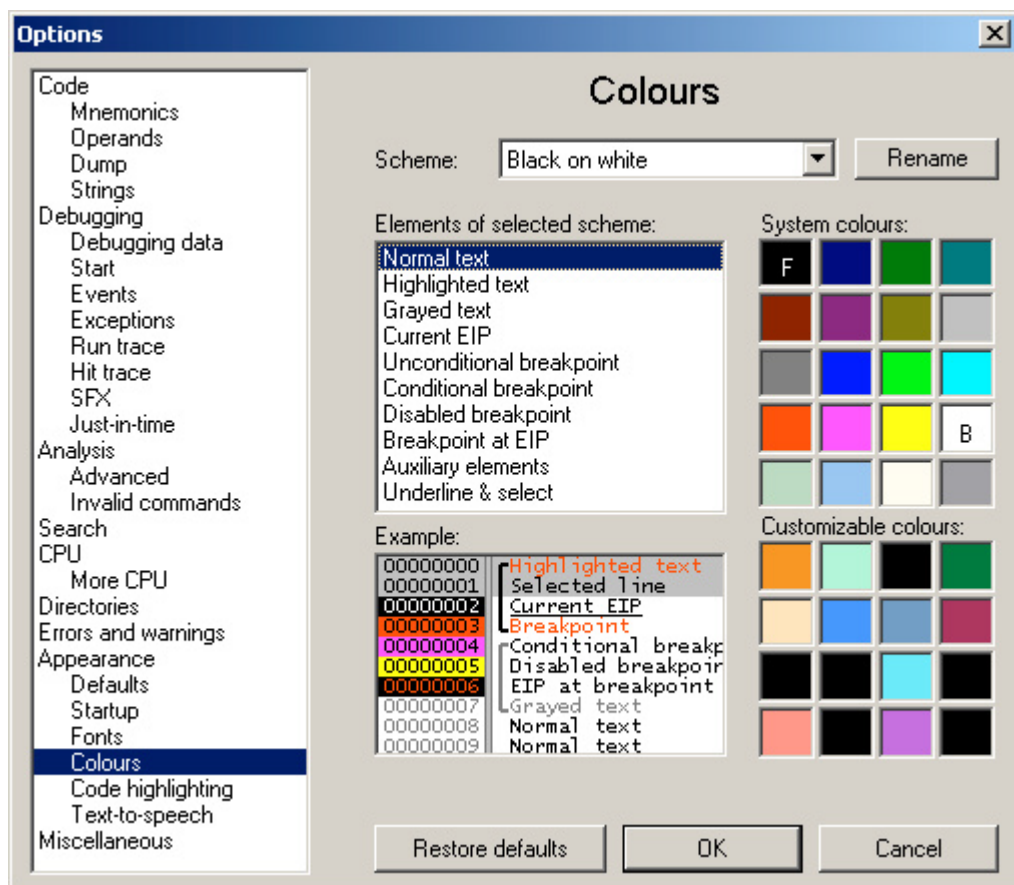 Options
Code
Mnemonics
Operands
Dump
Strings
Debugging
Debugging data
Start
Events
Exceptions
Run trace
Hit trace
SFX
Just-in-time
Analysis
Advanced
Invalid commands
Search
CPU
More CPU
Directories
Errors and warnings
Appearance
Defaults
Startup
Fonts
Colours
Code highlighting
Text-to-speech
Miscellaneous
Colours
Scheme: Black on white Rename
Elements of selected scheme:
Normal text
Highlighted text
Grayed text
Current EIP
Unconditional breakpoint
Conditional breakpoint
Disabled breakpoint
Breakpoint at EIP
Auxiliary elements
Underline & select
System colours:
F
B
Example:
00000000 Highlighted text
00000001 Selected line
00000002 Current EIP
00000003 Breakpoint
00000004 Conditional breakp
00000005 Disabled breakpoin
00000006 EIP at breakpoint
00000007 Grayed text
00000008 Normal text
00000009 Normal text
Customizable colours:
Restore defaults OK Cancel